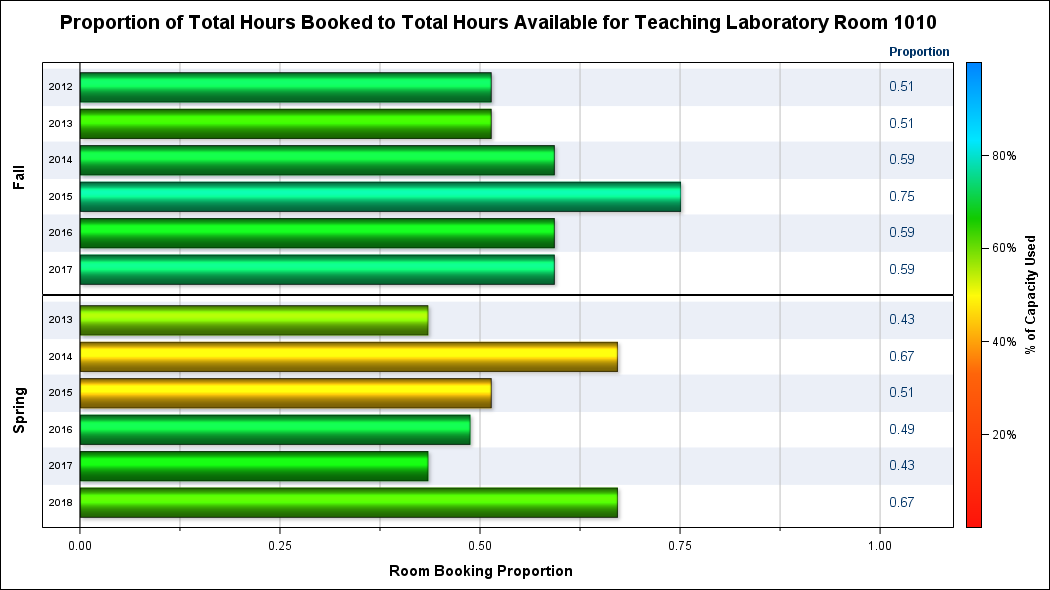 Proportion of Total Hours Booked to Total Hours Available for Teaching Laboratory Room 1010
Proportion
Fall
2012 0.51
2013 0.51
2014 0.59
2015 0.75
2016 0.59
2017 0.59
Spring
2013 0.43
2014 0.67
2015 0.51
2016 0.49
2017 0.43
2018 0.67
0.00 0.25 0.50 0.75 1.00
Room Booking Proportion
80%
60%
40%
20%
% of Capacity Used